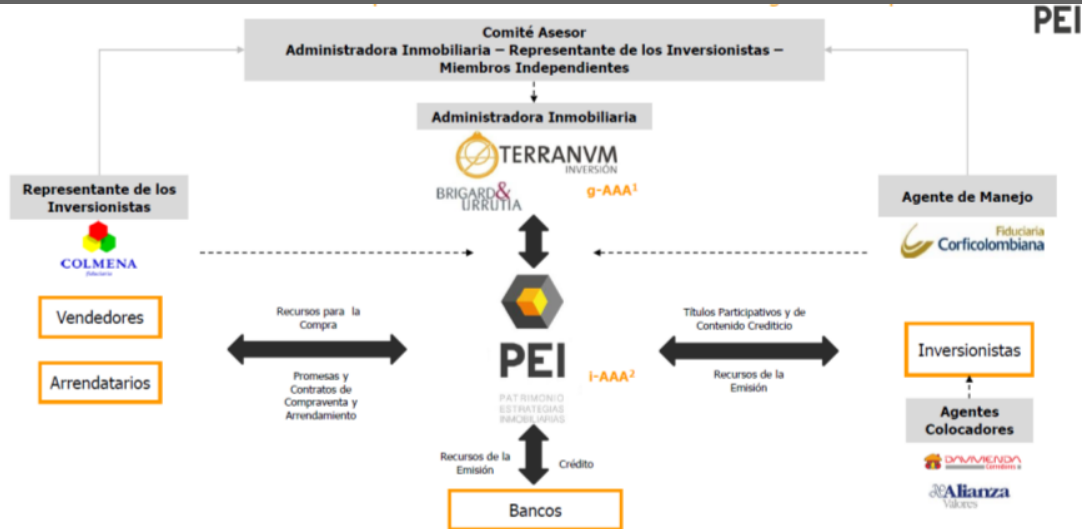 PEI
Comité Asesor
Administradora Inmobiliaria – Representante de los Inversionistas –
Miembros Independientes
Administradora Inmobiliaria
TERRANVM
INVERSIÓN
BRIGARD&
URRUTIA
g-AAA¹
Representante de los
Inversionistas
COLMENA
fiduciaria
Agente de Manejo
Fiduciaria
Corficolombiana
Vendedores
Arrendatarios
Recursos para la
Compra
Promesas y
Contratos de
Compraventa y
Arrendamiento
PEI
i-AAA²
PATRIMONIO
ESTRATEGIAS
INMOBILIARIAS
Títulos Participativos y de
Contenido Crediticio
Recursos de la
Emisión
Inversionistas
Agentes
Colocadores
DAVIVIENDA
Alianza
Valores
Recursos de la
Emisión
Crédito
Bancos